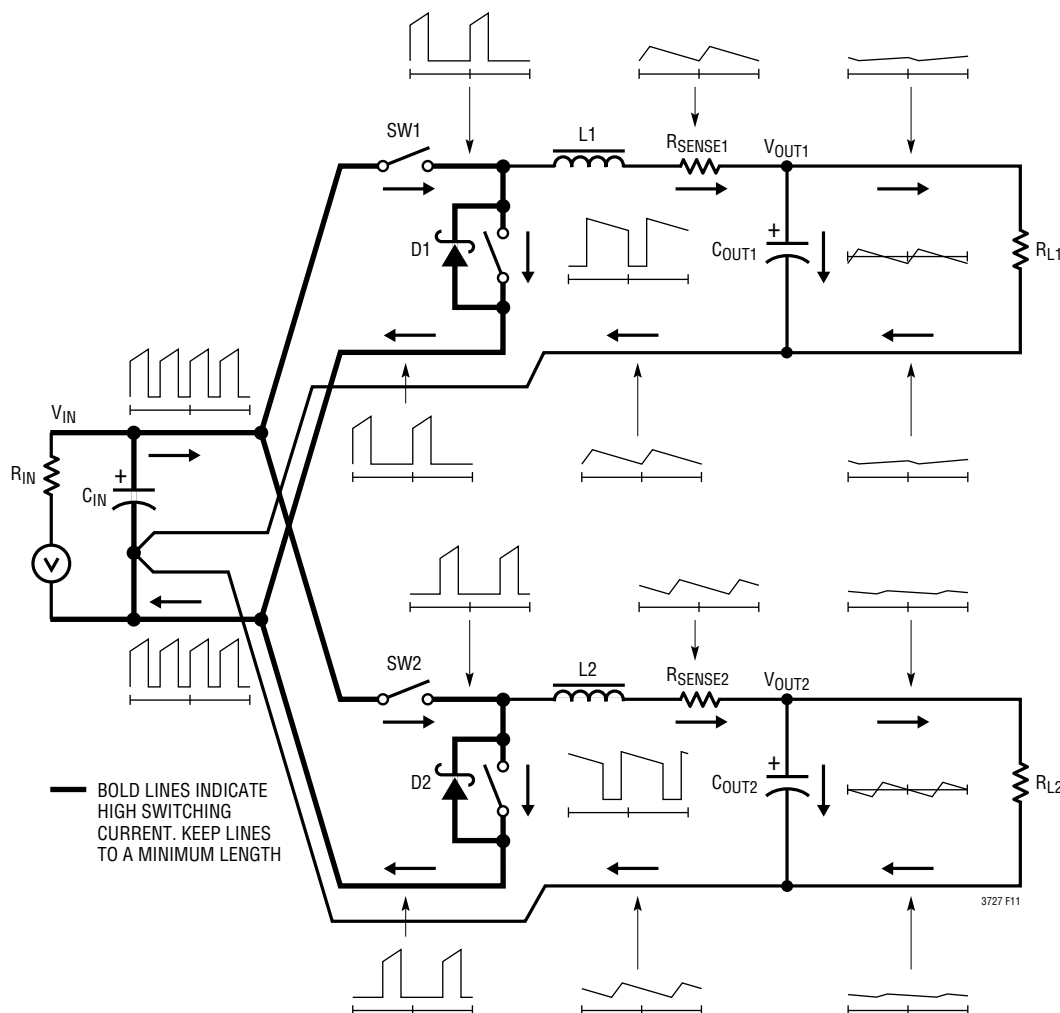 SW1
L1
RSENSE1
VOUT1
D1
COUT1
+
RL1
VIN
RIN
CIN
+
SW2
L2
RSENSE2
VOUT2
D2
COUT2
+
RL2
BOLD LINES INDICATE
HIGH SWITCHING
CURRENT. KEEP LINES
TO A MINIMUM LENGTH
3727 F11